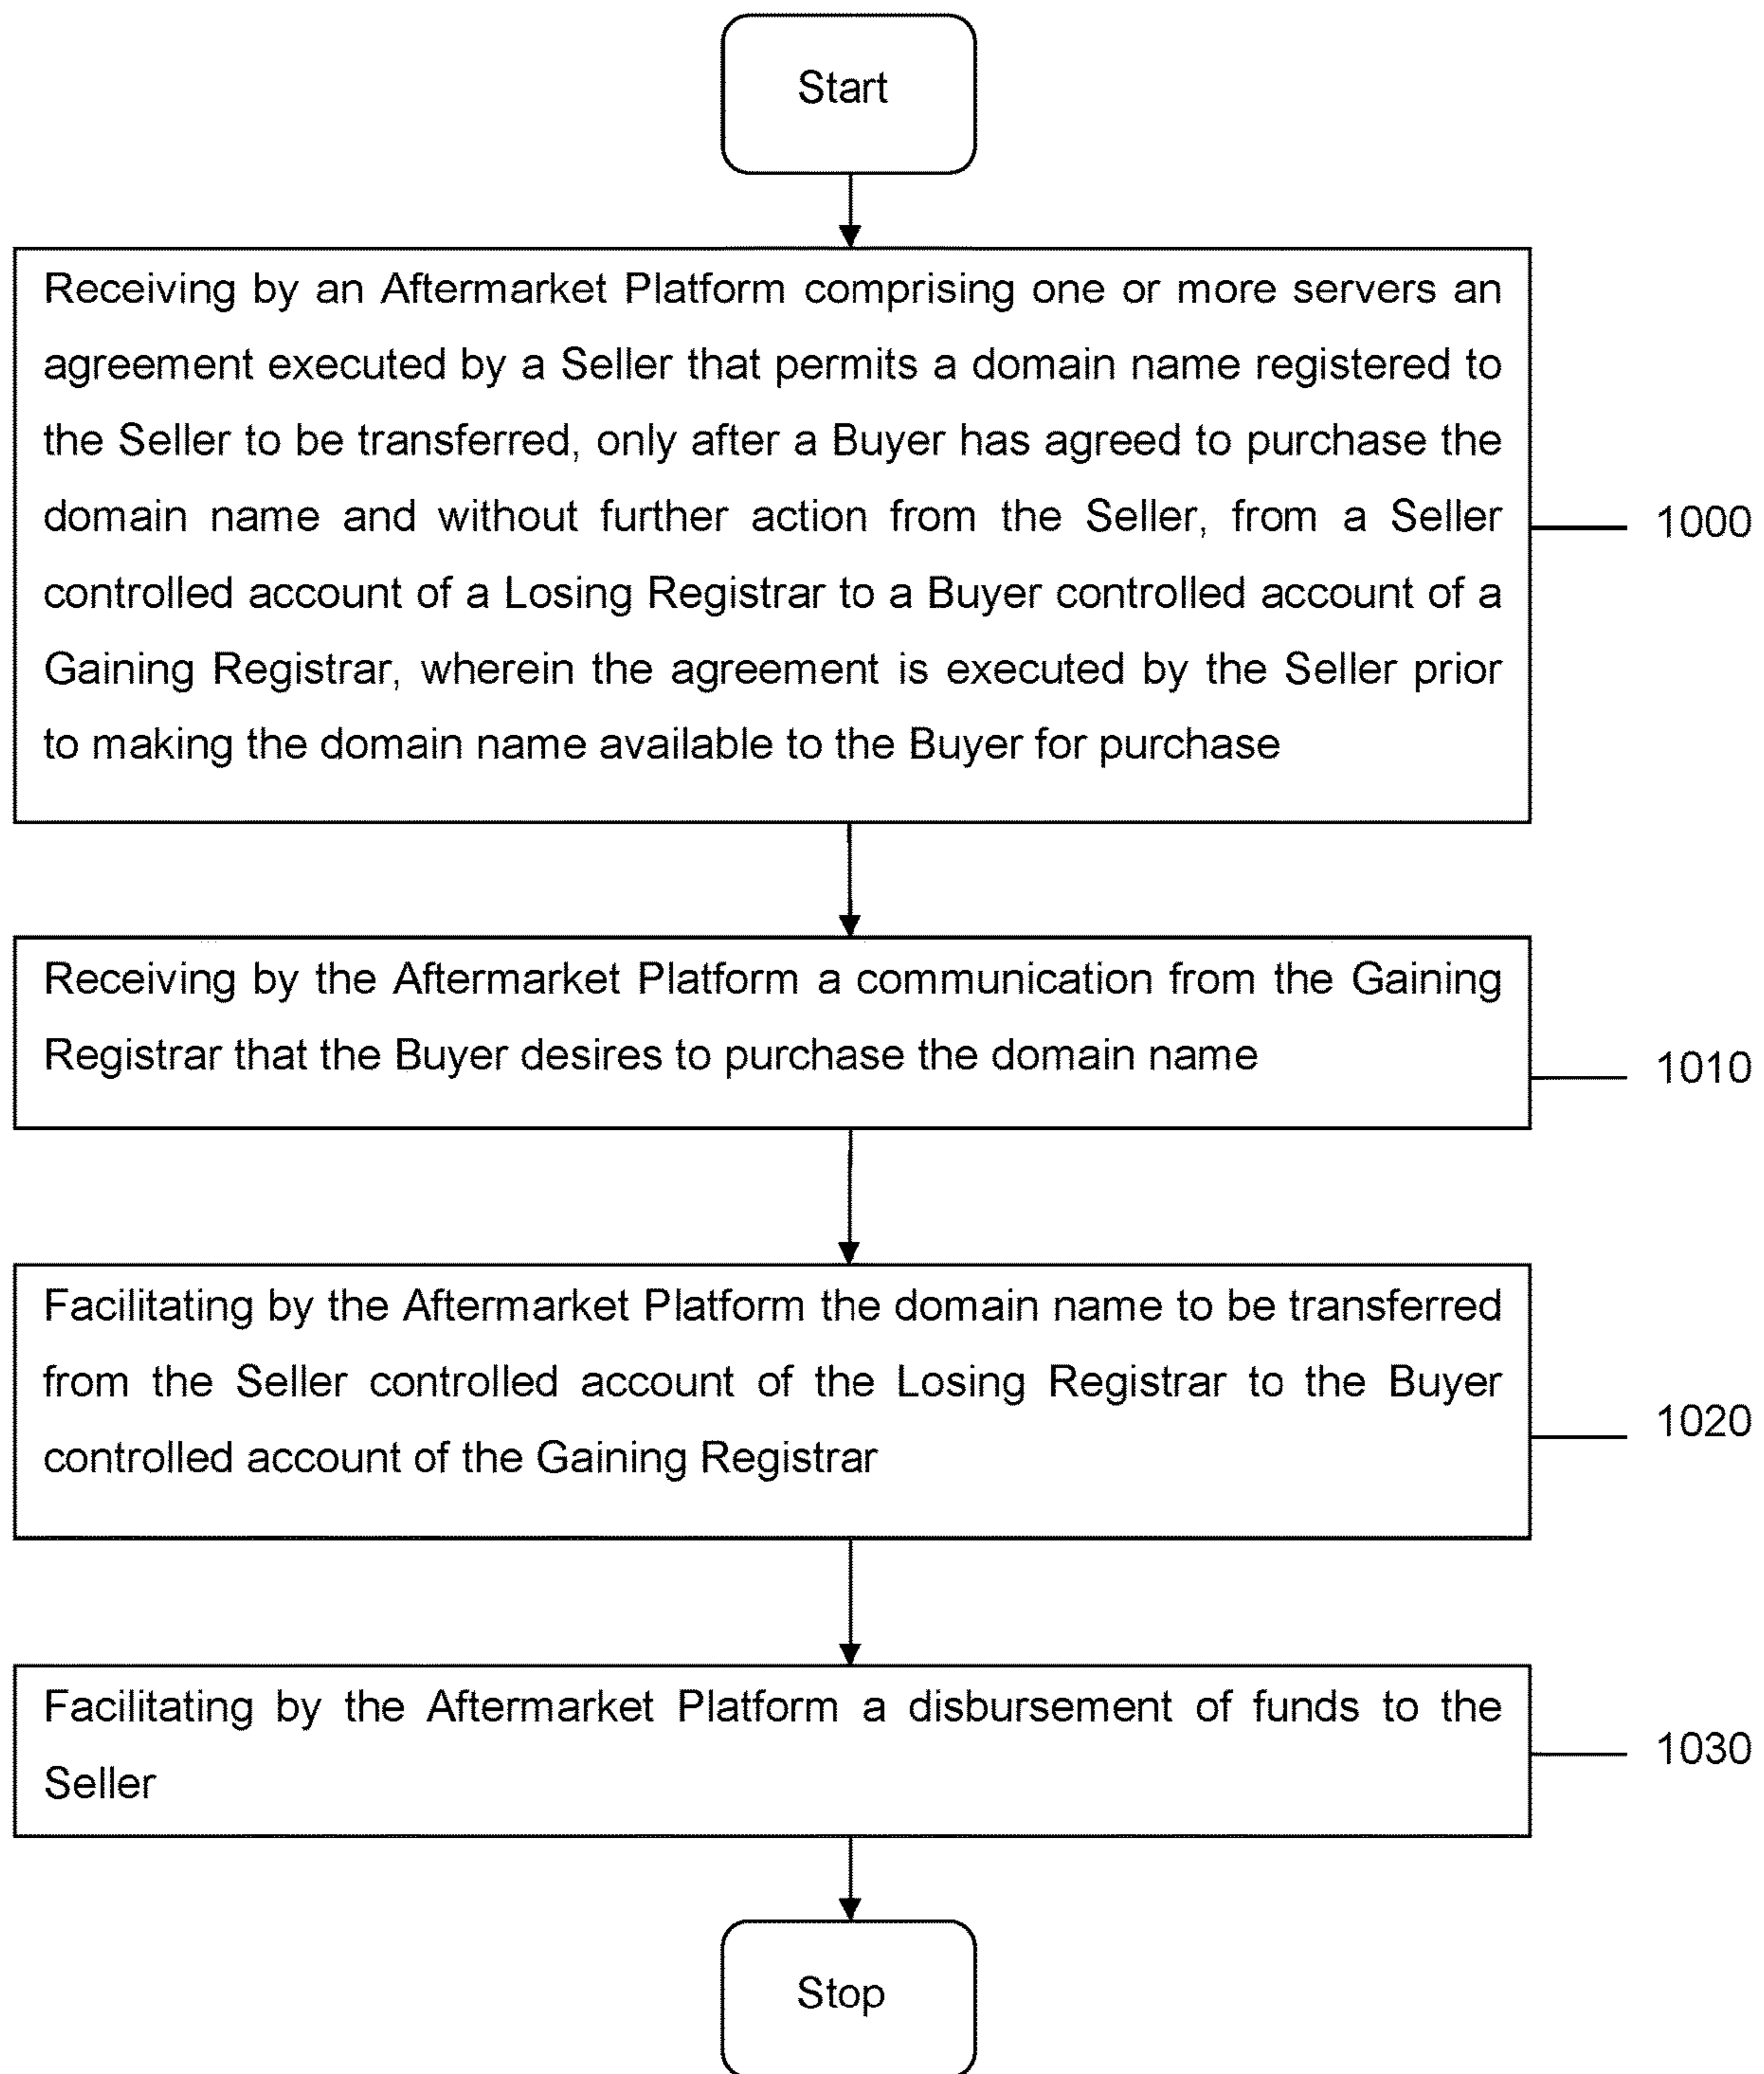 Start
Receiving by an Aftermarket Platform comprising one or more servers an
agreement executed by a Seller that permits a domain name registered to
the Seller to be transferred, only after a Buyer has agreed to purchase the
domain name and without further action from the Seller, from a Seller
controlled account of a Losing Registrar to a Buyer controlled account of a
Gaining Registrar, wherein the agreement is executed by the Seller prior
to making the domain name available to the Buyer for purchase
1000
Receiving by the Aftermarket Platform a communication from the Gaining
Registrar that the Buyer desires to purchase the domain name
1010
Facilitating by the Aftermarket Platform the domain name to be transferred
from the Seller controlled account of the Losing Registrar to the Buyer
controlled account of the Gaining Registrar
1020
Facilitating by the Aftermarket Platform a disbursement of funds to the
Seller
1030
Stop